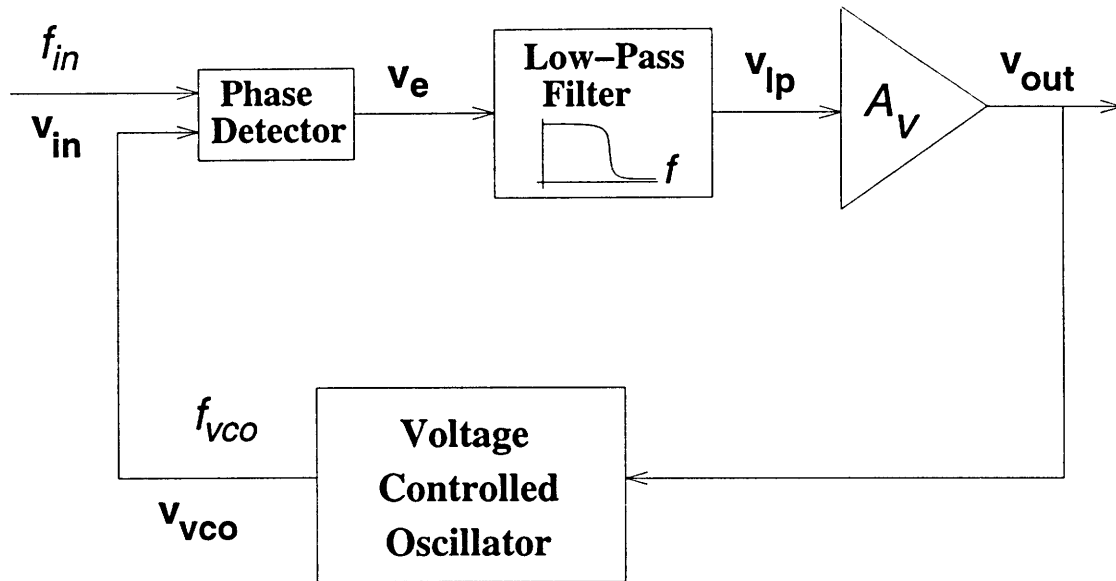 f_in
v_in
Phase
Detector
v_e
Low–Pass
Filter
f
v_lp
A_V
v_out
f_vco
v_vco
Voltage
Controlled
Oscillator